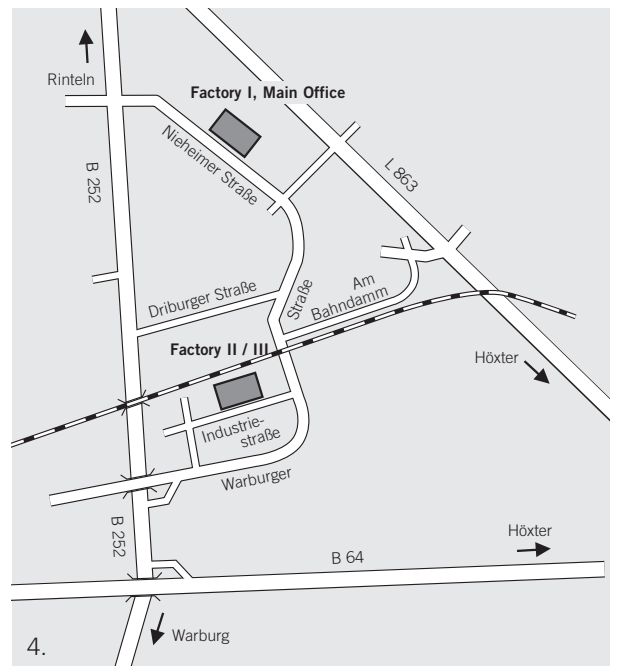 Rinteln
Factory I, Main Office
Nieheimer Straße
L 863
B 252
Driburger Straße
Straße
Am
Bahndamm
Factory II / III
Höxter
Industrie-
straße
Warburger
B 252
Höxter
B 64
Warburg
4.